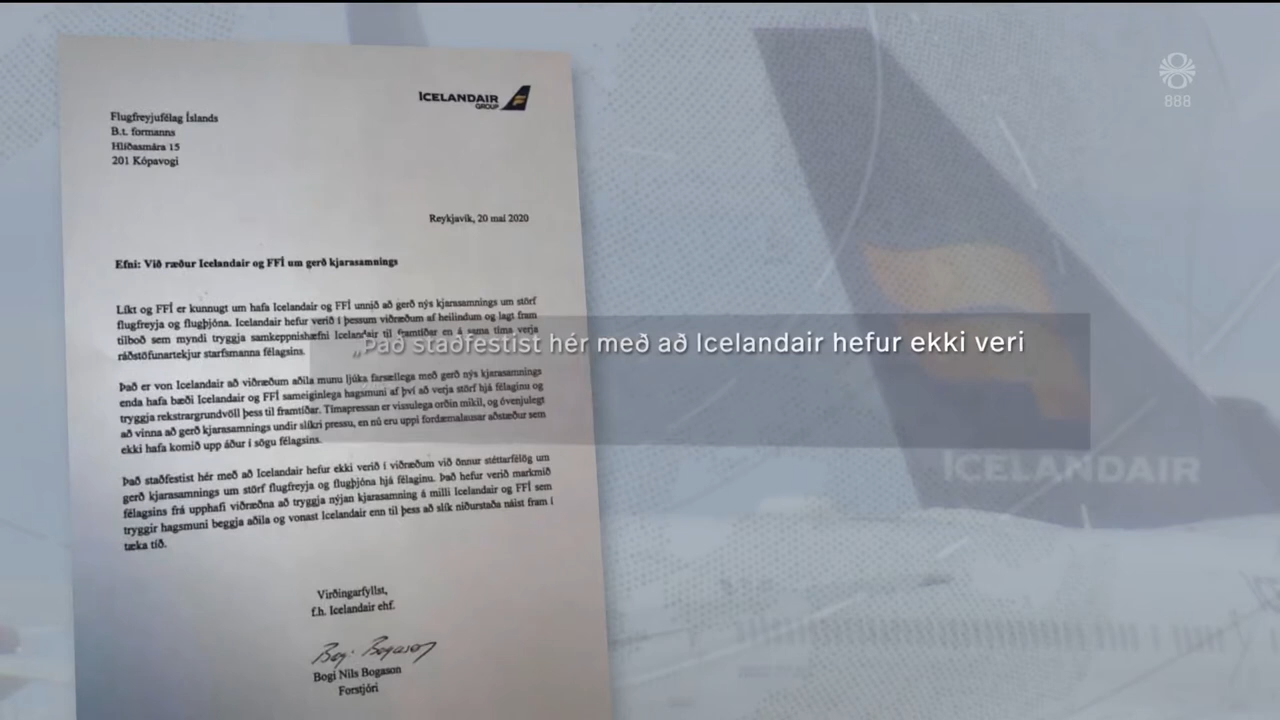 ICELANDAIR
GROUP
Flugfreyjufélag Íslands
B.t. formanns
Hlíðasmára 15
201 Kópavogi
Reykjavik, 20 mai 2020
Efni: Við ræður Icelandair og FFÍ um gerð kjarasamnings
Líkt og FFÍ er kunnugt um hafa Icelandair og FFÍ unnið að gerð nýs kjarasamnings um störf
flugfreyja og flugþjóna. Icelandair hefur verið í þessum viðræðum af heilindum og lagt fram
tilboð sem myndi tryggja samkeppnishæfni Icelandair til framtíðar en á sama tíma verja
ráðstöfunartekjur starfsmanna félagsins.
Það er von Icelandair að viðræðum aðila munu ljúka farsællega með gerð nýs kjarasamnings
enda hafa bæði Icelandair og FFÍ sameiginlega hagsmuni af því að verja störf hjá félaginu og
tryggja rekstrargrundvöll þess til framtíðar. Tímapressan er vissulega orðin mikil, og óvenjulegt
að vinna að gerð kjarasamnings undir slíkri pressu, en nú eru uppi fordæmalausar aðstæður sem
ekki hafa komið upp áður í sögu félagsins.
Það staðfestist hér með að Icelandair hefur ekki verið í viðræðum við önnur stéttarfélög um
gerð kjarasamnings um störf flugfreyja og flugþjóna hjá félaginu. Það hefur verið markmið
félagsins frá upphafi viðræðna að tryggja nýjan kjarasamning á milli Icelandair og FFÍ sem
tryggir hagsmuni beggja aðila og vonast Icelandair enn til þess að slík niðurstaða náist fram í
tæka tíð.
Virðingarfyllst,
f.h. Icelandair ehf.
Bogi Bogason
Bogi Nils Bogason
Forstjóri
„Það staðfestist hér með að Icelandair hefur ekki veri
ICELANDAIR
888